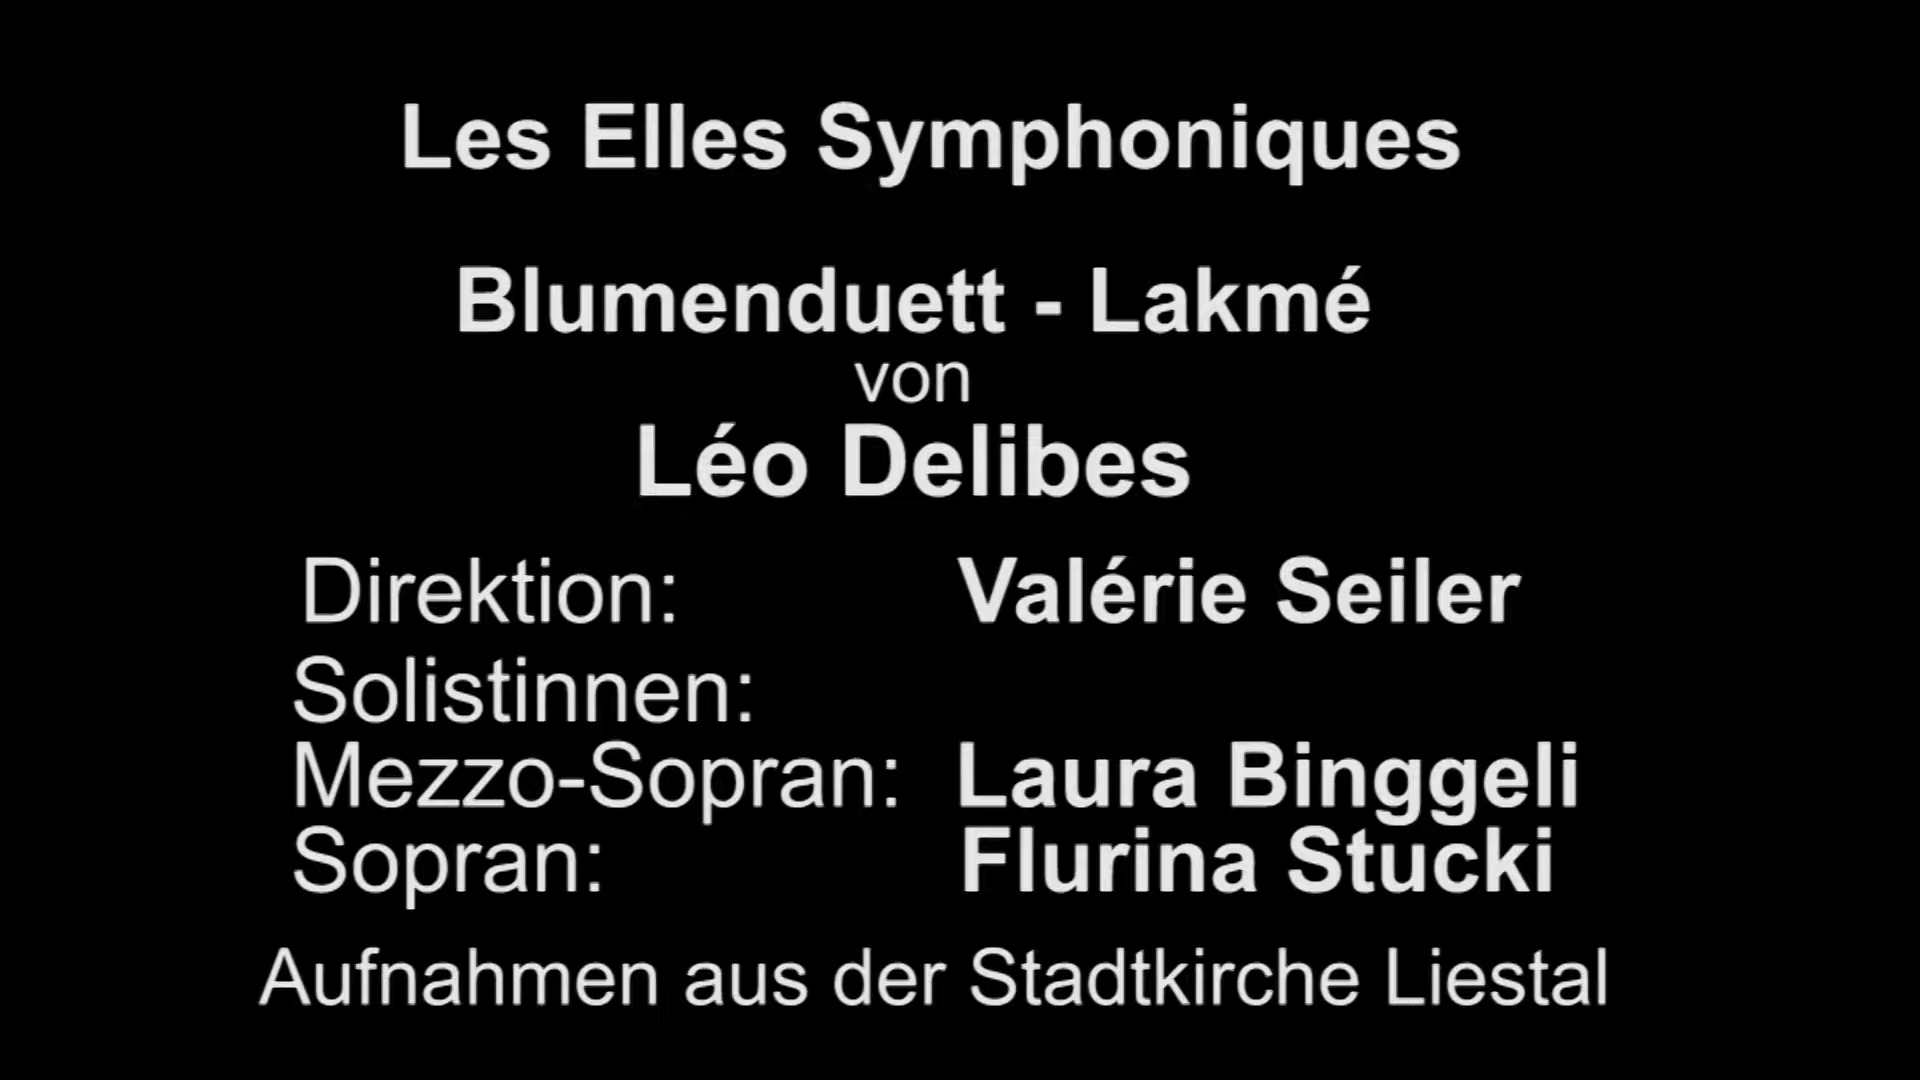 Les Elles Symphoniques
Blumenduett - Lakmé
von
Léo Delibes
Direktion: Valérie Seiler
Solistinnen:
Mezzo-Sopran: Laura Binggeli
Sopran: Flurina Stucki
Aufnahmen aus der Stadtkirche Liestal